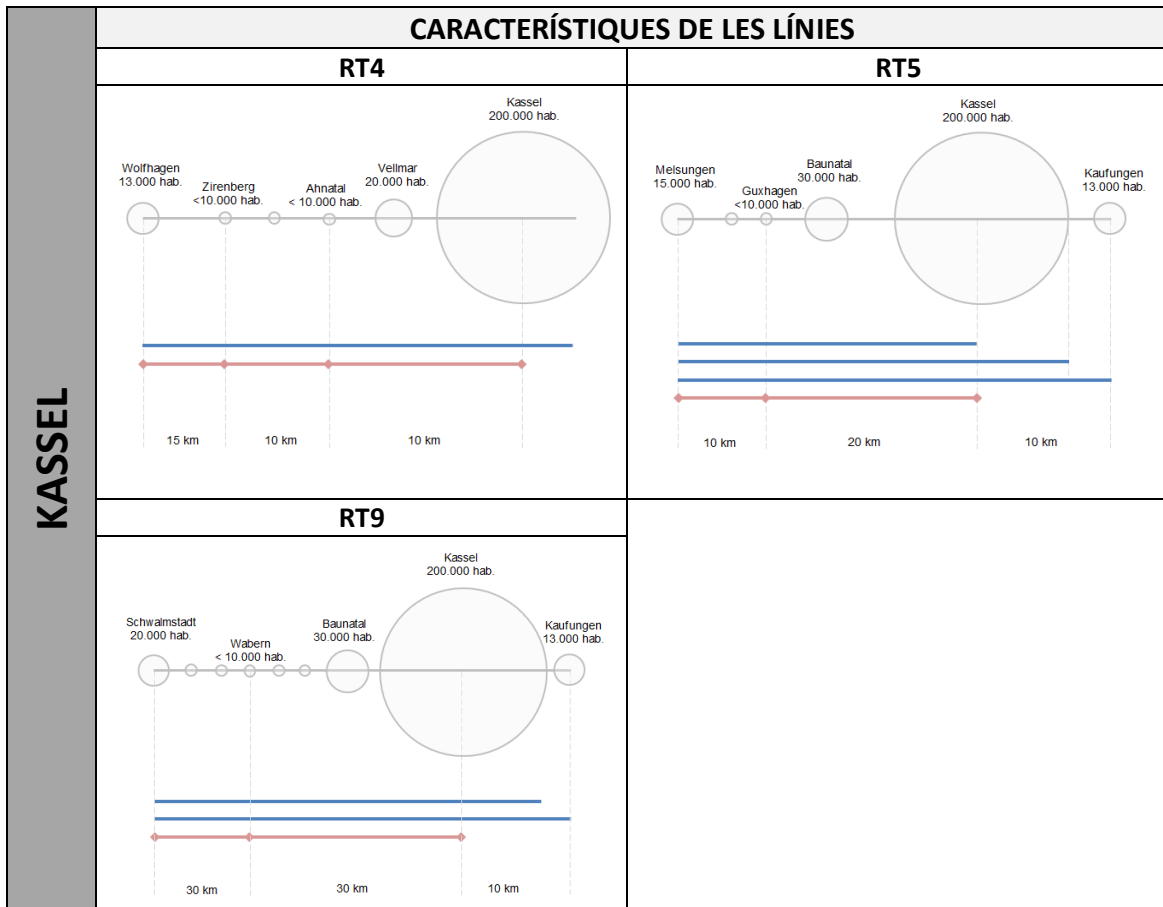 KASSEL
CARACTERÍSTIQUES DE LES LÍNIES
RT4
RT5
Kassel
200.000 hab.
Wolfhagen
13.000 hab.
Zirenberg
<10.000 hab.
Ahnatal
< 10.000 hab.
Vellmar
20.000 hab.
15 km
10 km
10 km
Kassel
200.000 hab.
Melsungen
15.000 hab.
Guxhagen
<10.000 hab.
Baunatal
30.000 hab.
Kaufungen
13.000 hab.
10 km
20 km
10 km
RT9
Kassel
200.000 hab.
Schwalmstadt
20.000 hab.
Wabern
< 10.000 hab.
Baunatal
30.000 hab.
Kaufungen
13.000 hab.
30 km
30 km
10 km